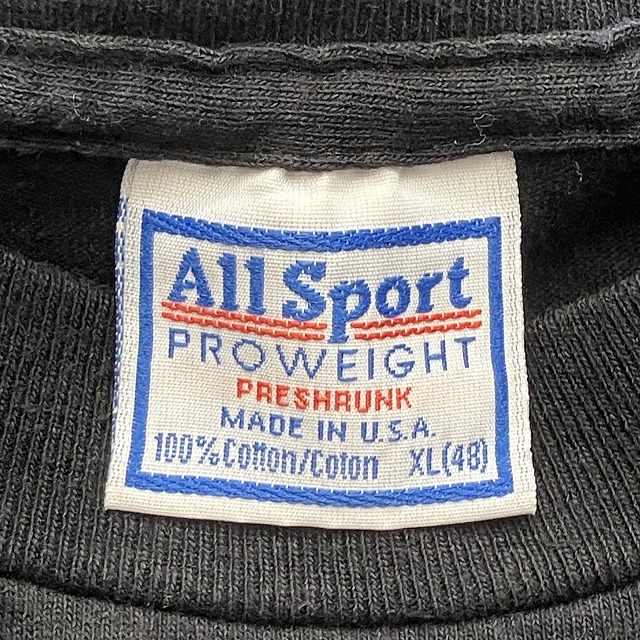 All Sport
PROWEIGHT
PRESHRUNK
MADE IN U.S.A.
100% Cotton/Coton XL(48)